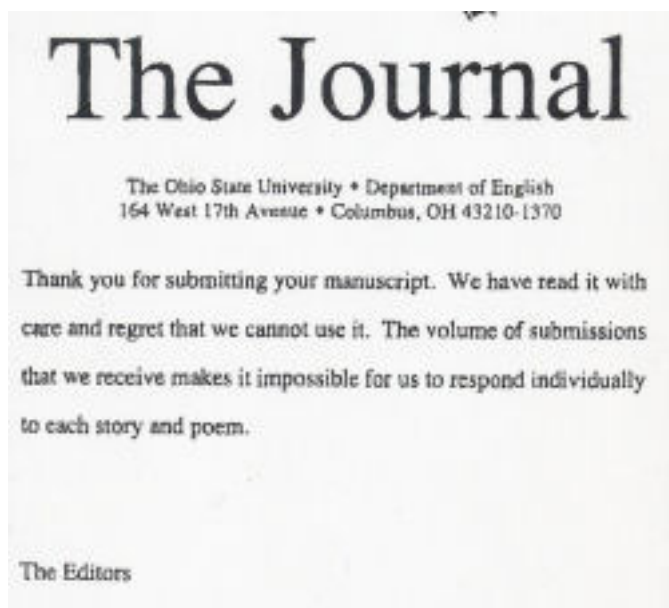 The Journal
The Ohio State University • Department of English
164 West 17th Avenue • Columbus, OH 43210-1370
Thank you for submitting your manuscript. We have read it with
care and regret that we cannot use it. The volume of submissions
that we receive makes it impossible for us to respond individually
to each story and poem.
The Editors